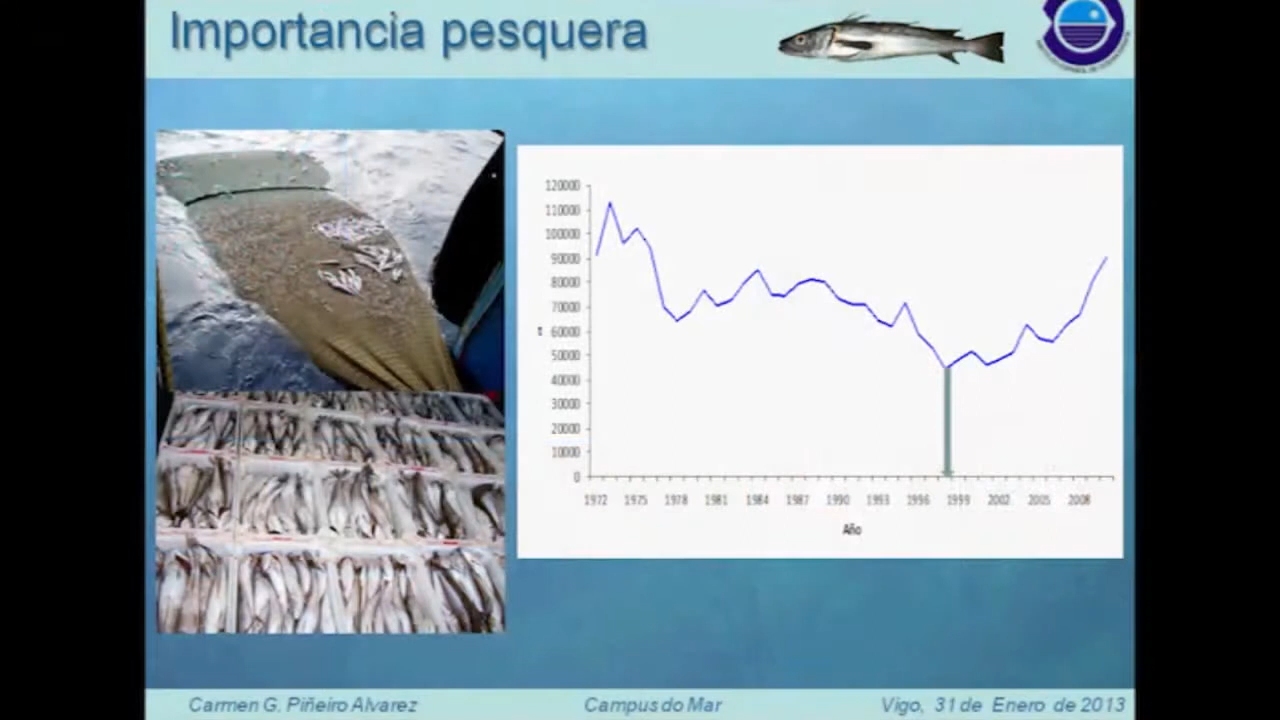 Importancia pesquera
120000
110000
100000
90000
80000
70000
60000
50000
40000
30000
20000
10000
0
t
1972 1975 1978 1981 1984 1987 1990 1993 1996 1999 2002 2005 2008
Año
Carmen G. Piñeiro Alvarez Campus do Mar Vigo, 31 de Enero de 2013